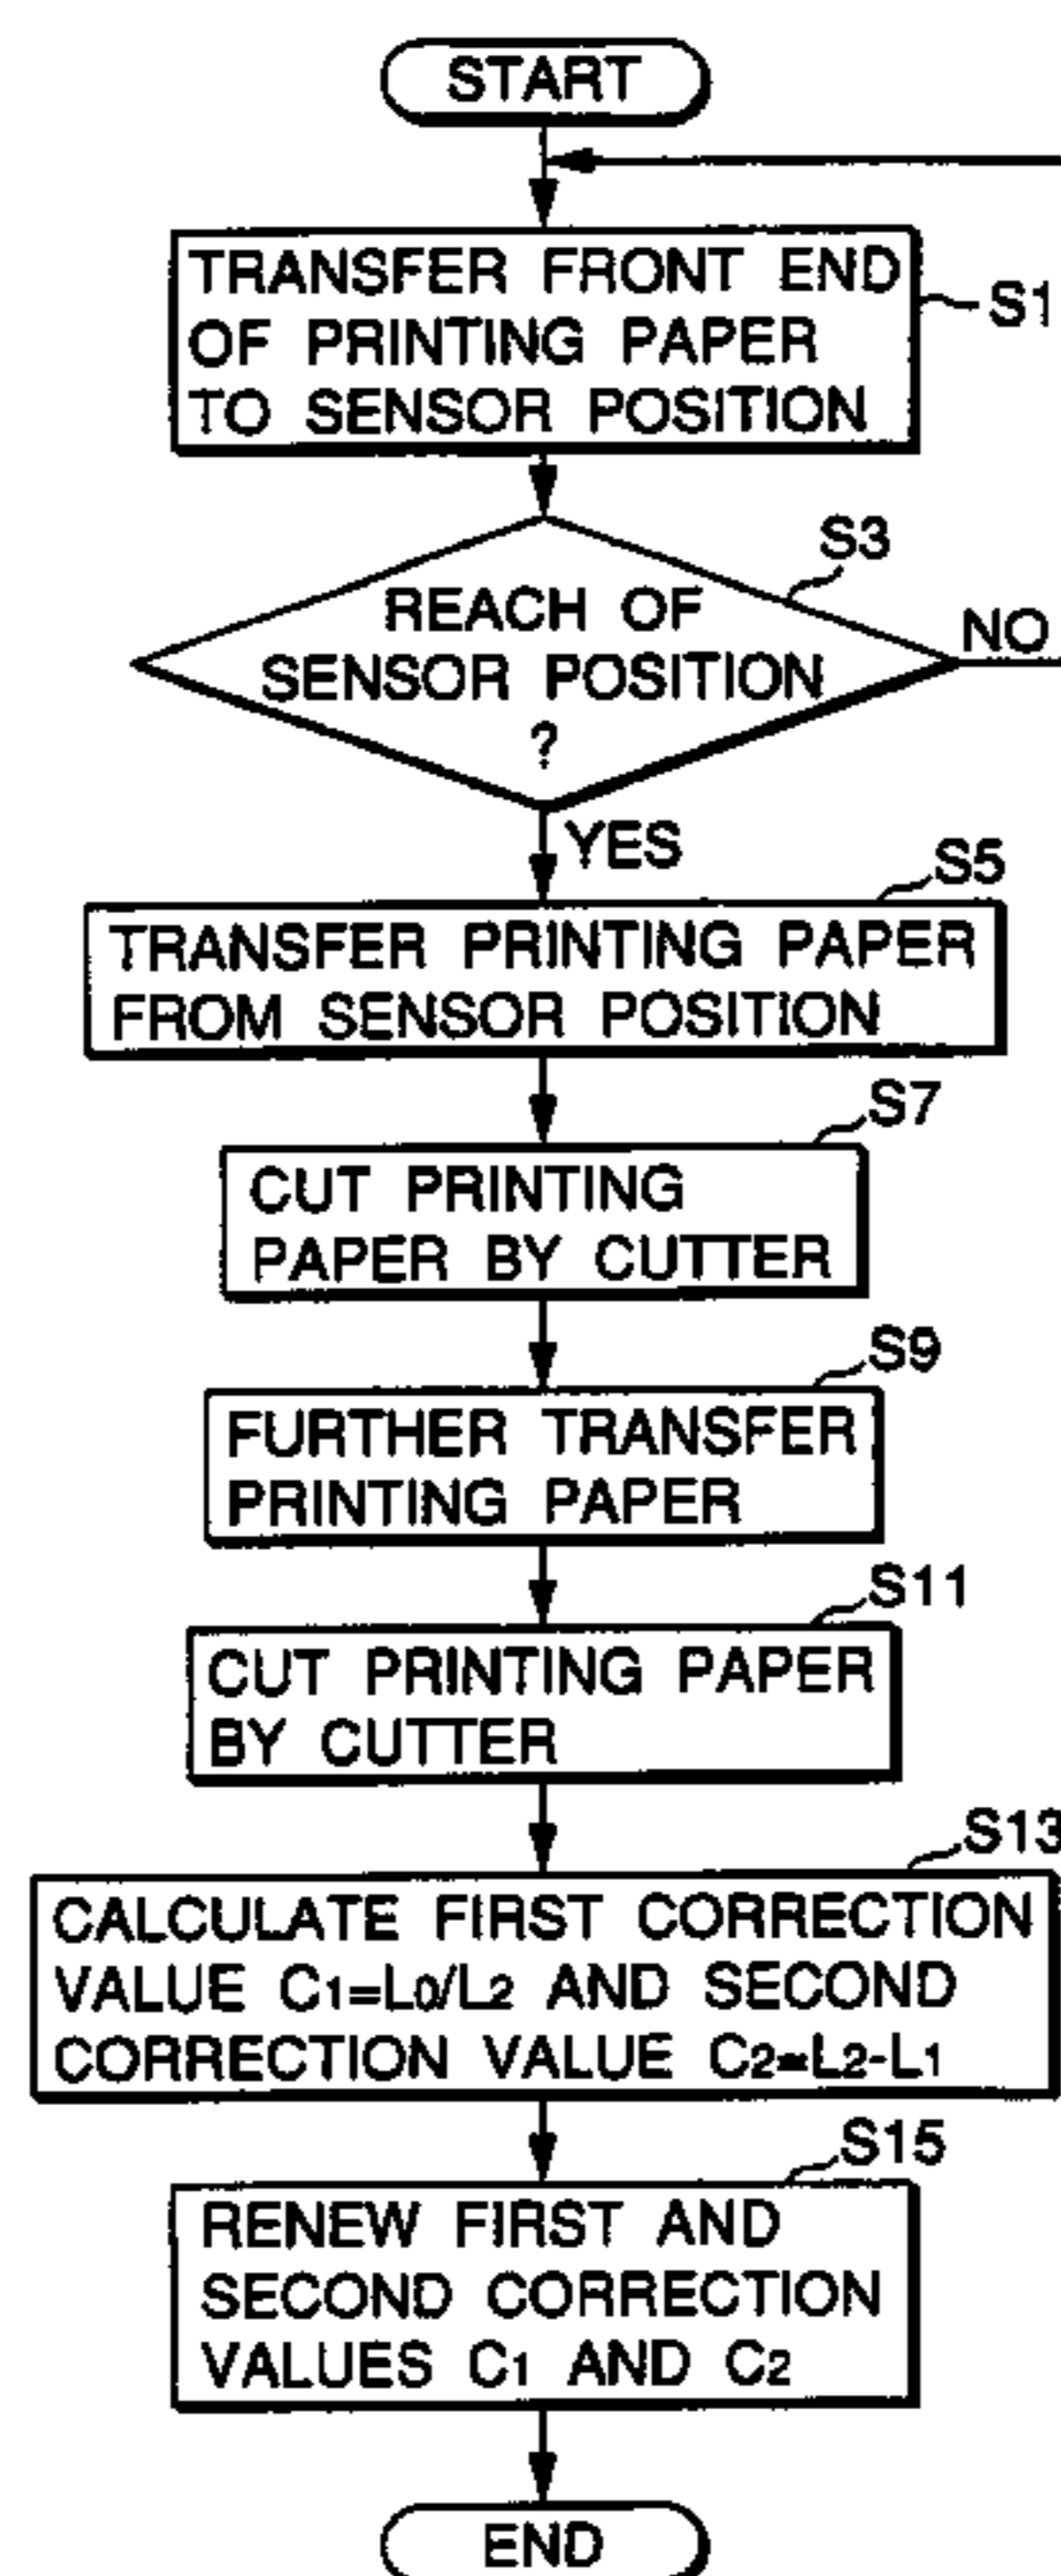 START
TRANSFER FRONT END
OF PRINTING PAPER
TO SENSOR POSITION
S1
S3
REACH OF
SENSOR POSITION
?
NO
YES
S5
TRANSFER PRINTING PAPER
FROM SENSOR POSITION
S7
CUT PRINTING
PAPER BY CUTTER
S9
FURTHER TRANSFER
PRINTING PAPER
S11
CUT PRINTING PAPER
BY CUTTER
S13
CALCULATE FIRST CORRECTION
VALUE C1=L0/L2 AND SECOND
CORRECTION VALUE C2=L2-L1
S15
RENEW FIRST AND
SECOND CORRECTION
VALUES C1 AND C2
END